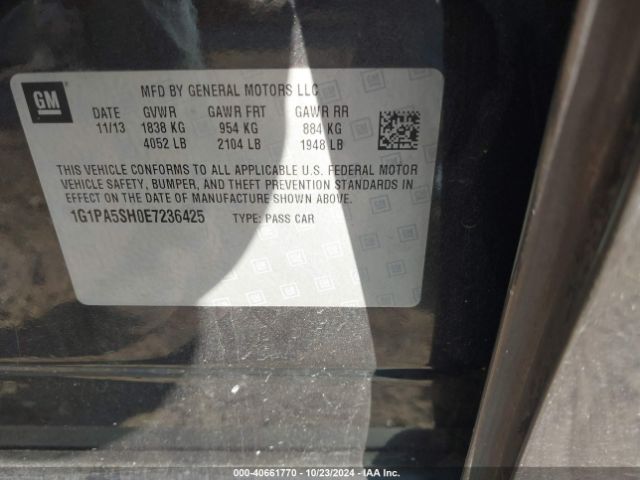 GM
MFD BY GENERAL MOTORS LLC
DATE GVWR GAWR FRT GAWR RR
11/13 1838 KG 954 KG 884 KG
4052 LB 2104 LB 1948 LB
THIS VEHICLE CONFORMS TO ALL APPLICABLE U.S. FEDERAL MOTOR
VEHICLE SAFETY, BUMPER, AND THEFT PREVENTION STANDARDS IN
EFFECT ON THE DATE OF MANUFACTURE SHOWN ABOVE.
1G1PA5SH0E7236425 TYPE: PASS CAR
000-40661770 - 10/23/2024 - IAA Inc.